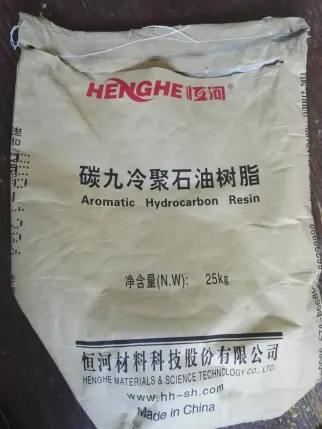 HENGHE恒河®
碳九冷聚石油树脂
Aromatic Hydrocarbon Resin
净含量(N.W): 25kg
恒河材料科技股份有限公司
HENGHE MATERIALS & SCIENCE TECHNOLOGY CO., LTD.
www.hh-sh.com
Made in China